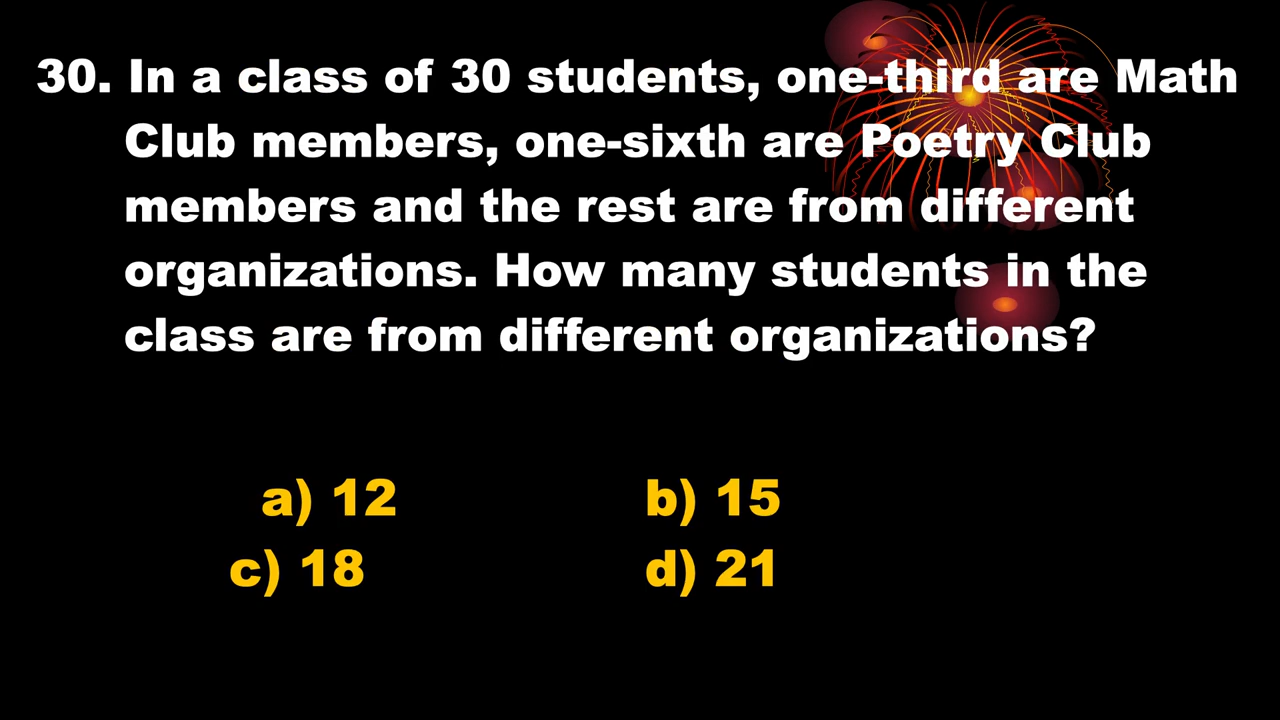 30. In a class of 30 students, one-third are Math
Club members, one-sixth are Poetry Club
members and the rest are from different
organizations. How many students in the
class are from different organizations?
a) 12 b) 15
c) 18 d) 21